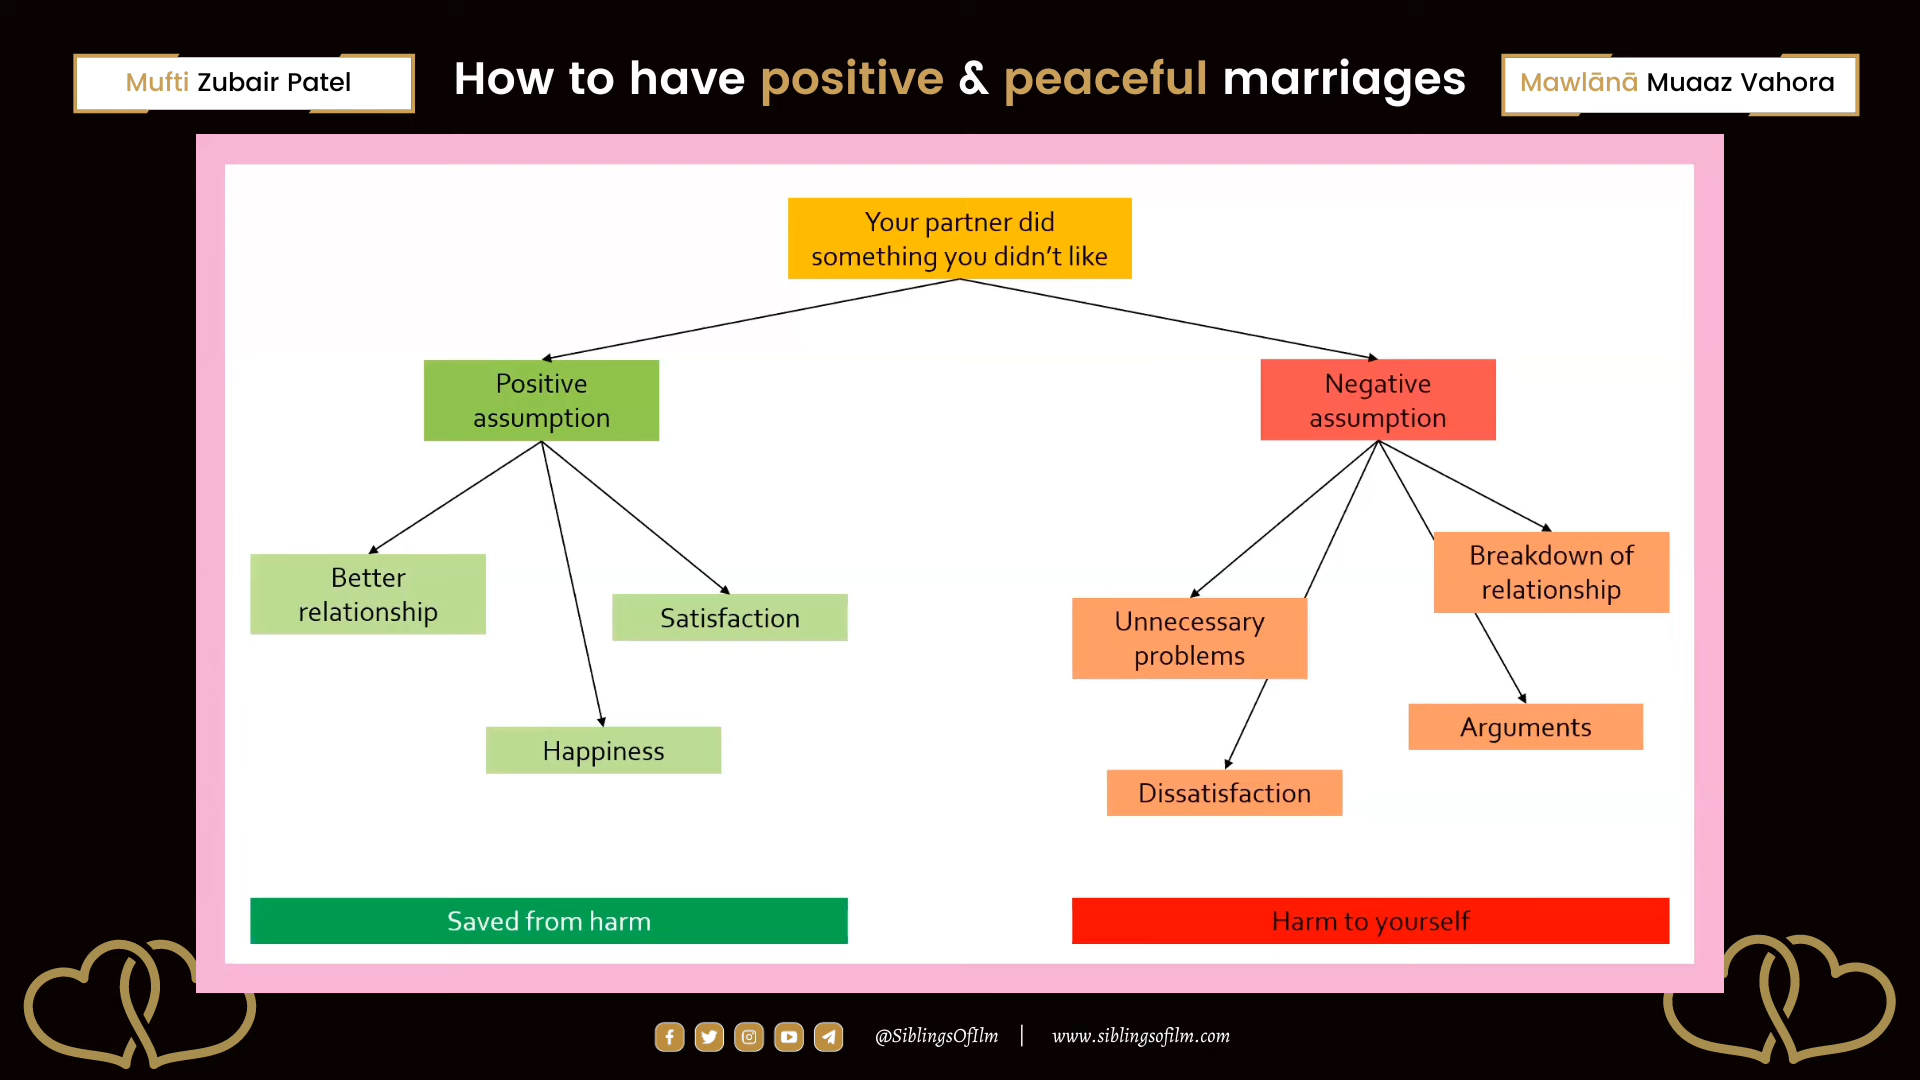 Mufti Zubair Patel
How to have positive & peaceful marriages
Mawlānā Muaaz Vahora
Your partner did
something you didn't like
Positive
assumption
Negative
assumption
Better
relationship
Satisfaction
Happiness
Unnecessary
problems
Breakdown of
relationship
Arguments
Dissatisfaction
Saved from harm
Harm to yourself
@SiblingsOfIlm | www.siblingsofilm.com